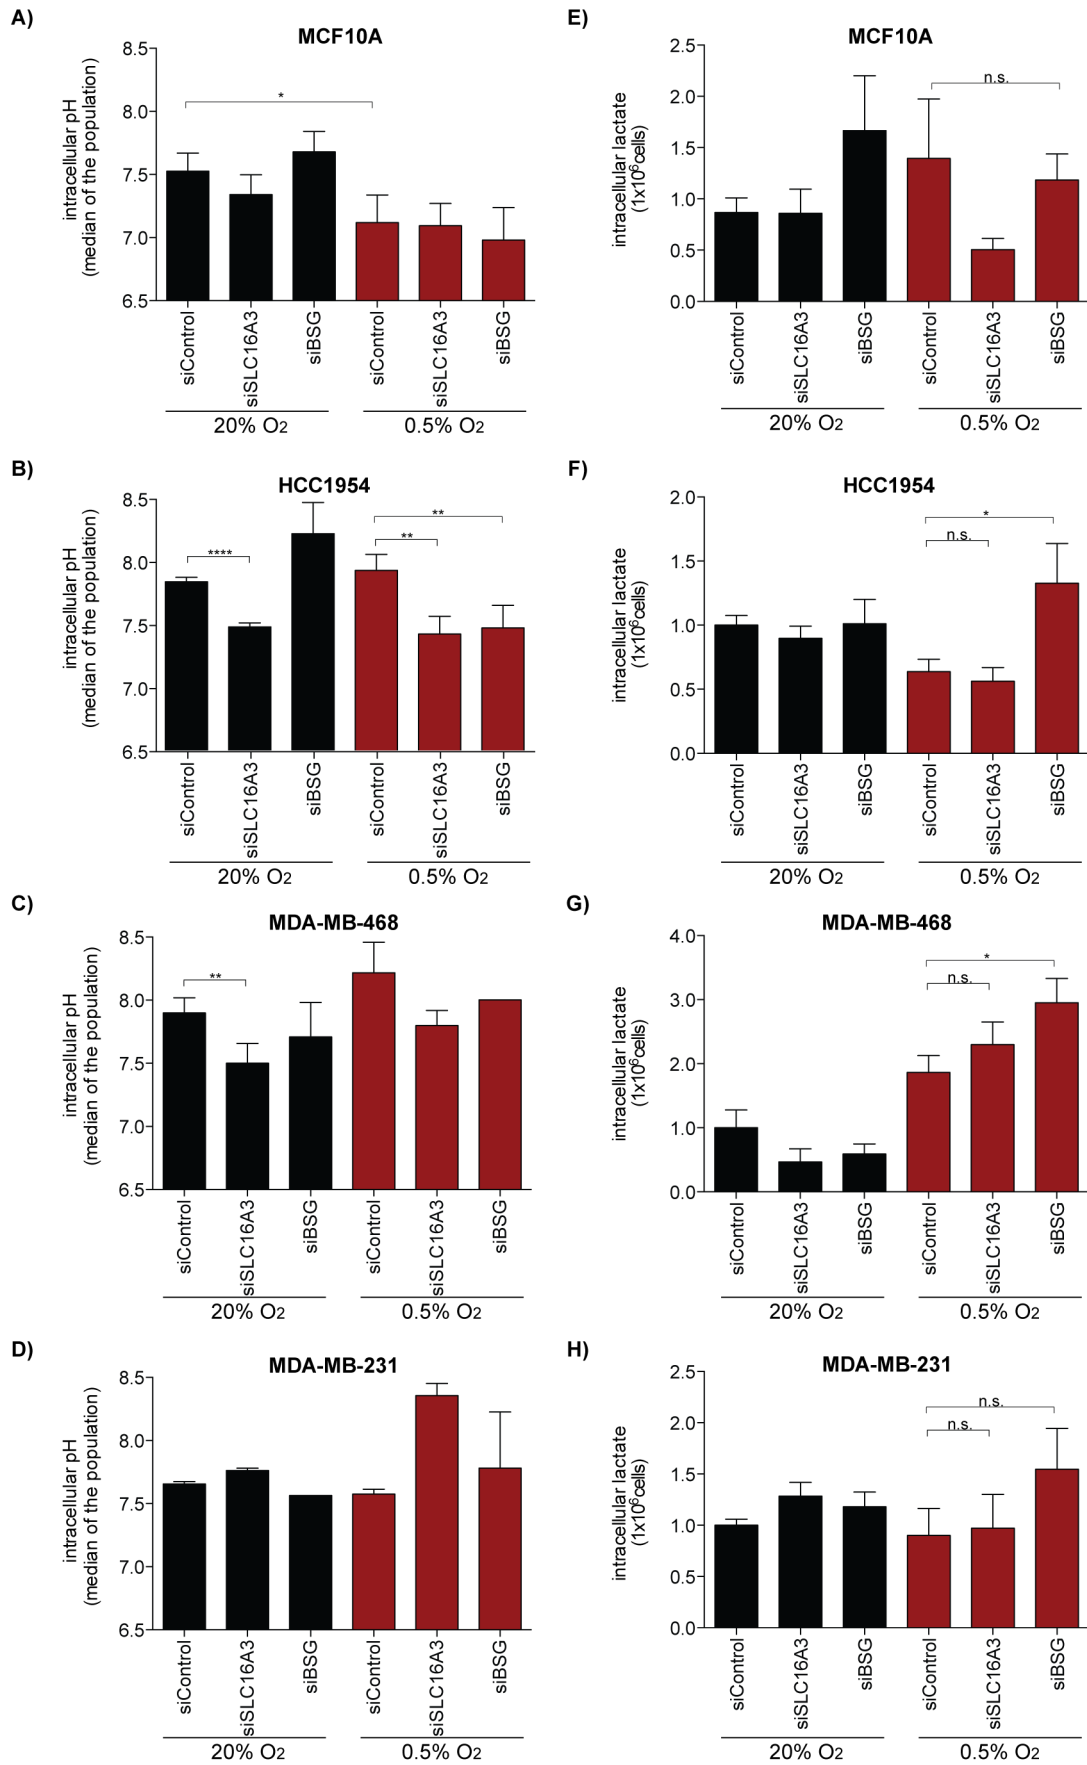 A)
MCF10A
intracellular pH
(median of the population)
8.5
8.0
7.5
7.0
6.5
*
siControl
siSLC16A3
siBSG
siControl
siSLC16A3
siBSG
20% O2
0.5% O2
E)
MCF10A
intracellular lactate
(1x10⁶cells)
2.5
2.0
1.5
1.0
0.5
0.0
n.s.
siControl
siSLC16A3
siBSG
siControl
siSLC16A3
siBSG
20% O2
0.5% O2
B)
HCC1954
intracellular pH
(median of the population)
8.5
8.0
7.5
7.0
6.5
****
**
**
siControl
siSLC16A3
siBSG
siControl
siSLC16A3
siBSG
20% O2
0.5% O2
F)
HCC1954
intracellular lactate
(1x10⁶cells)
2.0
1.5
1.0
0.5
0.0
*
n.s.
siControl
siSLC16A3
siBSG
siControl
siSLC16A3
siBSG
20% O2
0.5% O2
C)
MDA-MB-468
intracellular pH
(median of the population)
8.5
8.0
7.5
7.0
6.5
**
siControl
siSLC16A3
siBSG
siControl
siSLC16A3
siBSG
20% O2
0.5% O2
G)
MDA-MB-468
intracellular lactate
(1x10⁶cells)
4.0
3.0
2.0
1.0
0.0
*
n.s.
siControl
siSLC16A3
siBSG
siControl
siSLC16A3
siBSG
20% O2
0.5% O2
D)
MDA-MB-231
intracellular pH
(median of the population)
8.5
8.0
7.5
7.0
6.5
siControl
siSLC16A3
siBSG
siControl
siSLC16A3
siBSG
20% O2
0.5% O2
H)
MDA-MB-231
intracellular lactate
(1x10⁶cells)
2.5
2.0
1.5
1.0
0.5
0.0
n.s.
n.s.
siControl
siSLC16A3
siBSG
siControl
siSLC16A3
siBSG
20% O2
0.5% O2